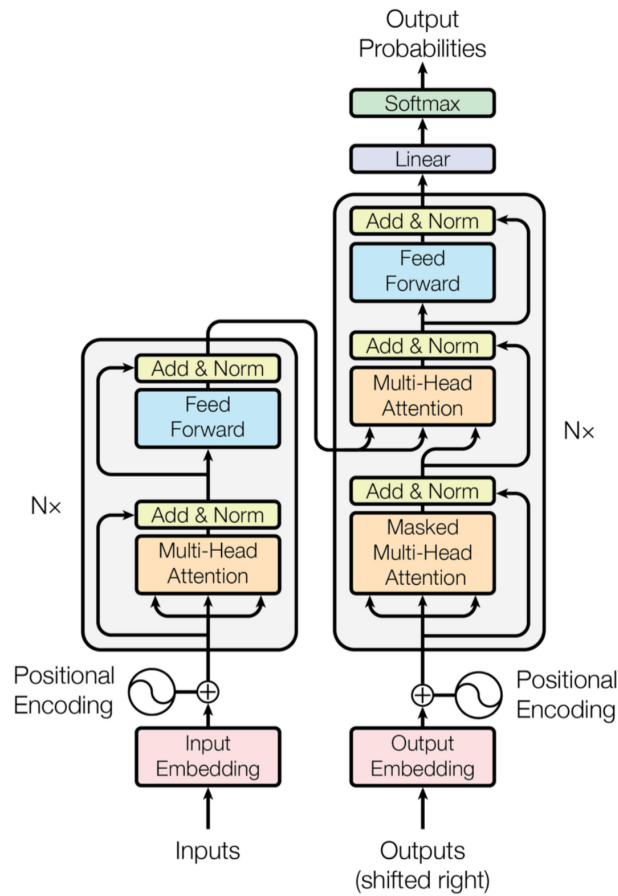 Output
Probabilities
Softmax
Linear
Add & Norm
Feed
Forward
Add & Norm
Multi-Head
Attention
Add & Norm
Masked
Multi-Head
Attention
N×
Add & Norm
Feed
Forward
Add & Norm
Multi-Head
Attention
N×
Positional
Encoding
Positional
Encoding
Input
Embedding
Output
Embedding
Inputs
Outputs
(shifted right)